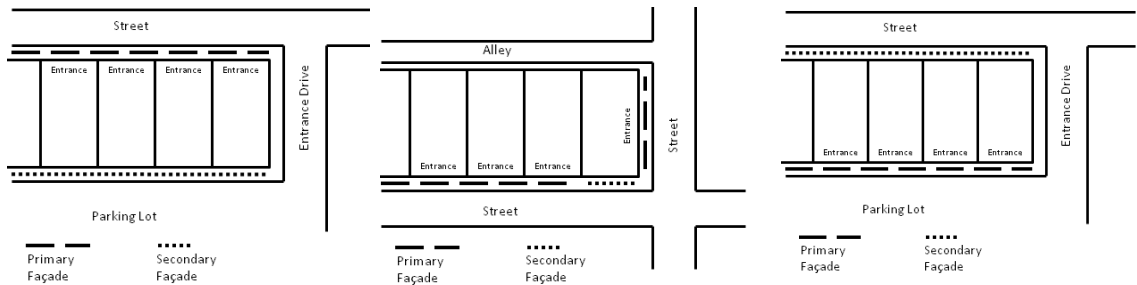 Street
Entrance Entrance Entrance Entrance
Entrance Drive
Parking Lot
Primary
Façade
Secondary
Façade
Alley
Entrance
Street
Entrance Entrance Entrance
Street
Primary
Façade
Secondary
Façade
Street
Entrance Drive
Entrance Entrance Entrance Entrance
Parking Lot
Primary
Façade
Secondary
Façade